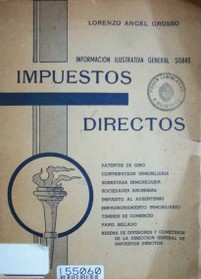 LORENZO ANGEL GROSSO
INFORMACION ILUSTRATIVA GENERAL SOBRE
IMPUESTOS
DIRECTOS
PATENTES DE GIRO
CONTRIBUCION INMOBILIARIA
SOBRETASA INMOBILIARIA
SOCIEDADES ANONIMAS
IMPUESTO AL AUSENTISMO
EMPADRONAMIENTO INMOBILIARIO
TIMBRES DE COMERCIO
PAPEL SELLADO
RESEÑA DE DIVISIONES Y COMETIDOS
DE LA DIRECCION GENERAL DE
IMPUESTOS DIRECTOS
155060